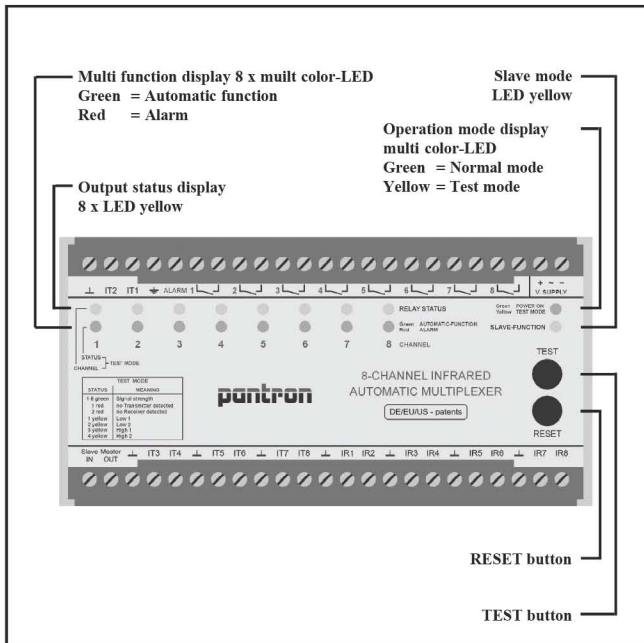 Multi function display 8 x muilt color-LED
Green = Automatic function
Red = Alarm
Slave mode
LED yellow
Operation mode display
multi color-LED
Green = Normal mode
Yellow = Test mode
Output status display
8 x LED yellow
⊥ IT2 IT1 ⏚ ALARM 1 2 3 4 5 6 7 8 + ~ −
V. SUPPLY
RELAY STATUS
Green POWER ON
Yellow TEST MODE
Green AUTOMATIC-FUNCTION
Red ALARM
SLAVE-FUNCTION
1 2 3 4 5 6 7 8 CHANNEL
STATUS
CHANNEL
TEST MODE
TEST
TEST MODE
STATUS MEANING
1-8 green Signal strength
1 red no Transmitter detected
2 red no Receiver detected
1 yellow Low 1
2 yellow Low 2
3 yellow High 1
4 yellow High 2
pantron
8-CHANNEL INFRARED
AUTOMATIC MULTIPLEXER
DE/EU/US - patents
RESET
Slave IN Master OUT ⊥ IT3 IT4 ⊥ IT5 IT6 ⊥ IT7 IT8 ⊥ IR1 IR2 ⊥ IR3 IR4 ⊥ IR5 IR6 ⊥ IR7 IR8
RESET button
TEST button